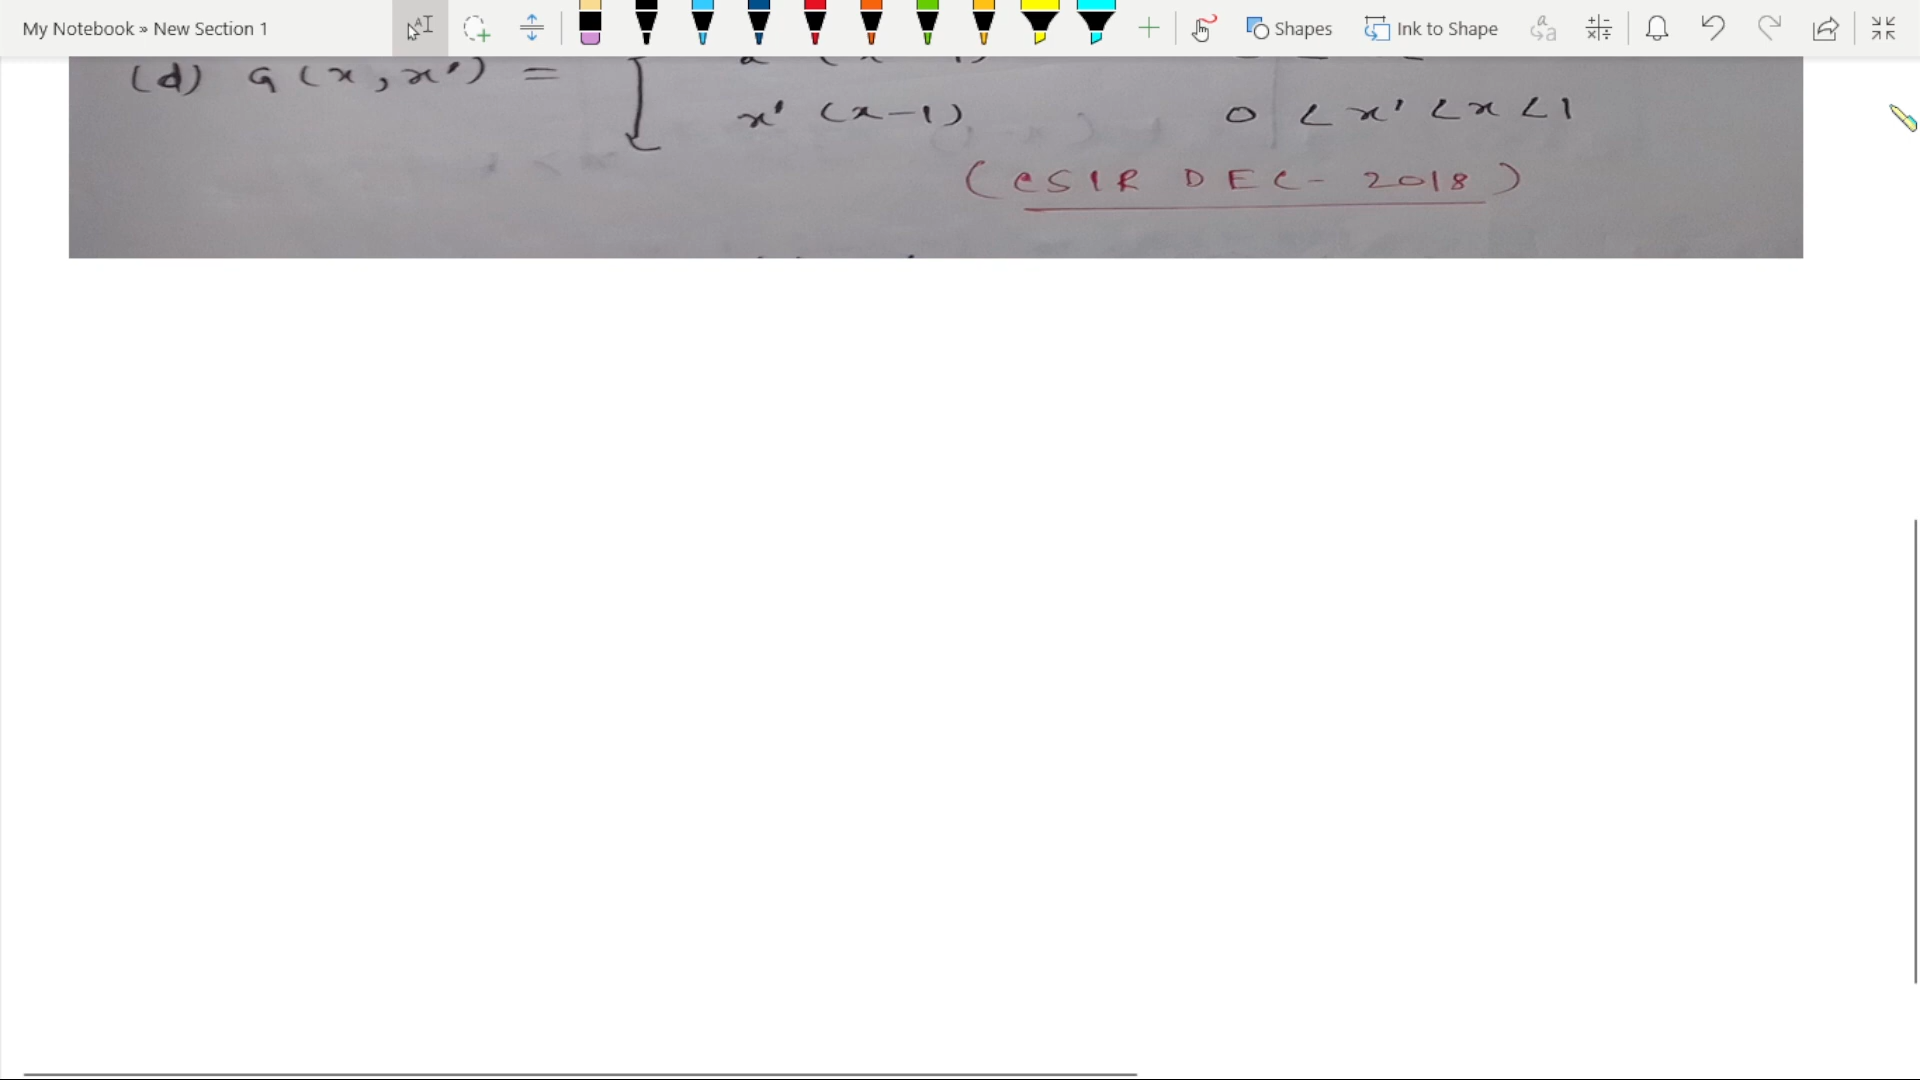 My Notebook » New Section 1
Shapes
Ink to Shape
(d) G(x, x') = {
x' (x-1) 0 < x' < x < 1
(CSIR DEC- 2018)